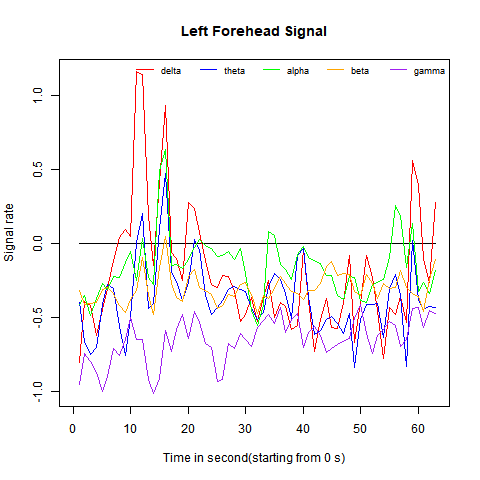 Left Forehead Signal
delta theta alpha beta gamma
Signal rate
1.0
0.5
0.0
-0.5
-1.0
0 10 20 30 40 50 60
Time in second(starting from 0 s)